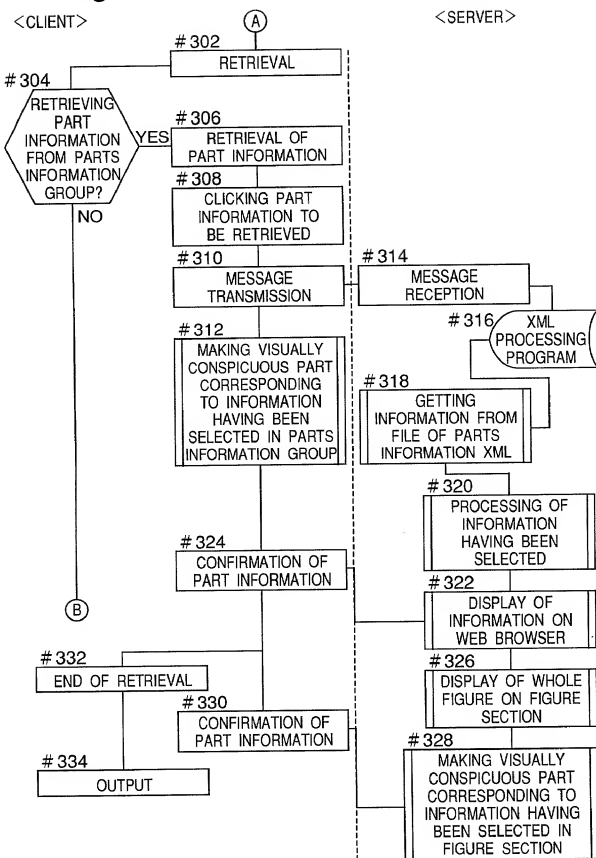 <CLIENT>
A
<SERVER>
#302
RETRIEVAL
#304
RETRIEVING
PART
INFORMATION
FROM PARTS
INFORMATION
GROUP?
YES
NO
#306
RETRIEVAL OF
PART INFORMATION
#308
CLICKING PART
INFORMATION TO
BE RETRIEVED
#310
MESSAGE
TRANSMISSION
#314
MESSAGE
RECEPTION
#316
XML
PROCESSING
PROGRAM
#312
MAKING VISUALLY
CONSPICUOUS PART
CORRESPONDING
TO INFORMATION
HAVING BEEN
SELECTED IN PARTS
INFORMATION GROUP
#318
GETTING
INFORMATION FROM
FILE OF PARTS
INFORMATION XML
#320
PROCESSING OF
INFORMATION
HAVING BEEN
SELECTED
#324
CONFIRMATION OF
PART INFORMATION
#322
DISPLAY OF
INFORMATION ON
WEB BROWSER
B
#332
END OF RETRIEVAL
#326
DISPLAY OF WHOLE
FIGURE ON FIGURE
SECTION
#330
CONFIRMATION OF
PART INFORMATION
#328
MAKING VISUALLY
CONSPICUOUS PART
CORRESPONDING TO
INFORMATION HAVING
BEEN SELECTED IN
FIGURE SECTION
#334
OUTPUT